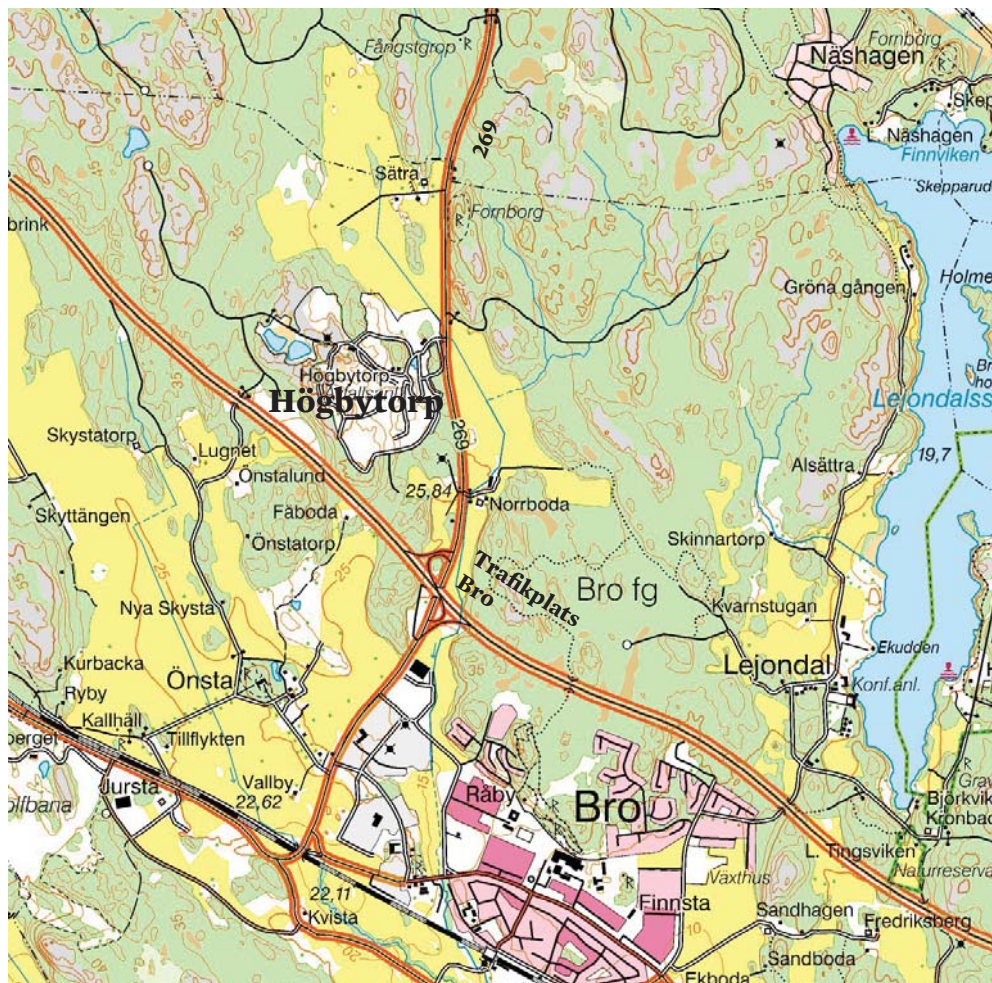 Fornborg
R
Näshagen
Fångstgrop R
L. Näshagen
Finnviken
269
Sätra
Skepparud
R Fornborg
brink
Holme
Gröna gången
Högbytorp
Högbytorp
Lejondalss
269
Skystatorp
Lugnet
19,7
Alsättra
Önstalund
25,84
Norrboda
Skyttängen
Fäboda
Önstatorp
Skinnartorp
Trafikplats
Bro
Bro fg
Nya Skysta
Kvarnstugan
Ekudden
Kurbacka
Lejondal
Önsta
Konf.anl.
Ryby
Kallhäll
Tillflykten
berget
Jursta
Vallby
22,62
Råby
Bro
Björkvik
Kronbac
L. Tingsviken
Naturreserva
Växthus
22,11
Kvista
Finnsta
Sandhagen
Fredriksberg
Sandboda
Ekboda